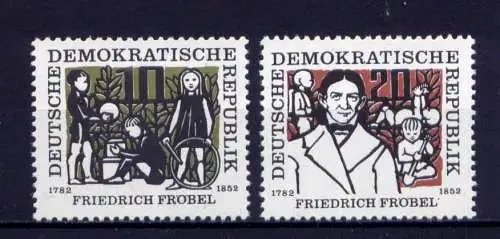 DEUTSCHE DEMOKRATISCHE REPUBLIK
10
1782 1852
FRIEDRICH FRÖBEL
DEUTSCHE DEMOKRATISCHE REPUBLIK
20
1782 1852
FRIEDRICH FRÖBEL